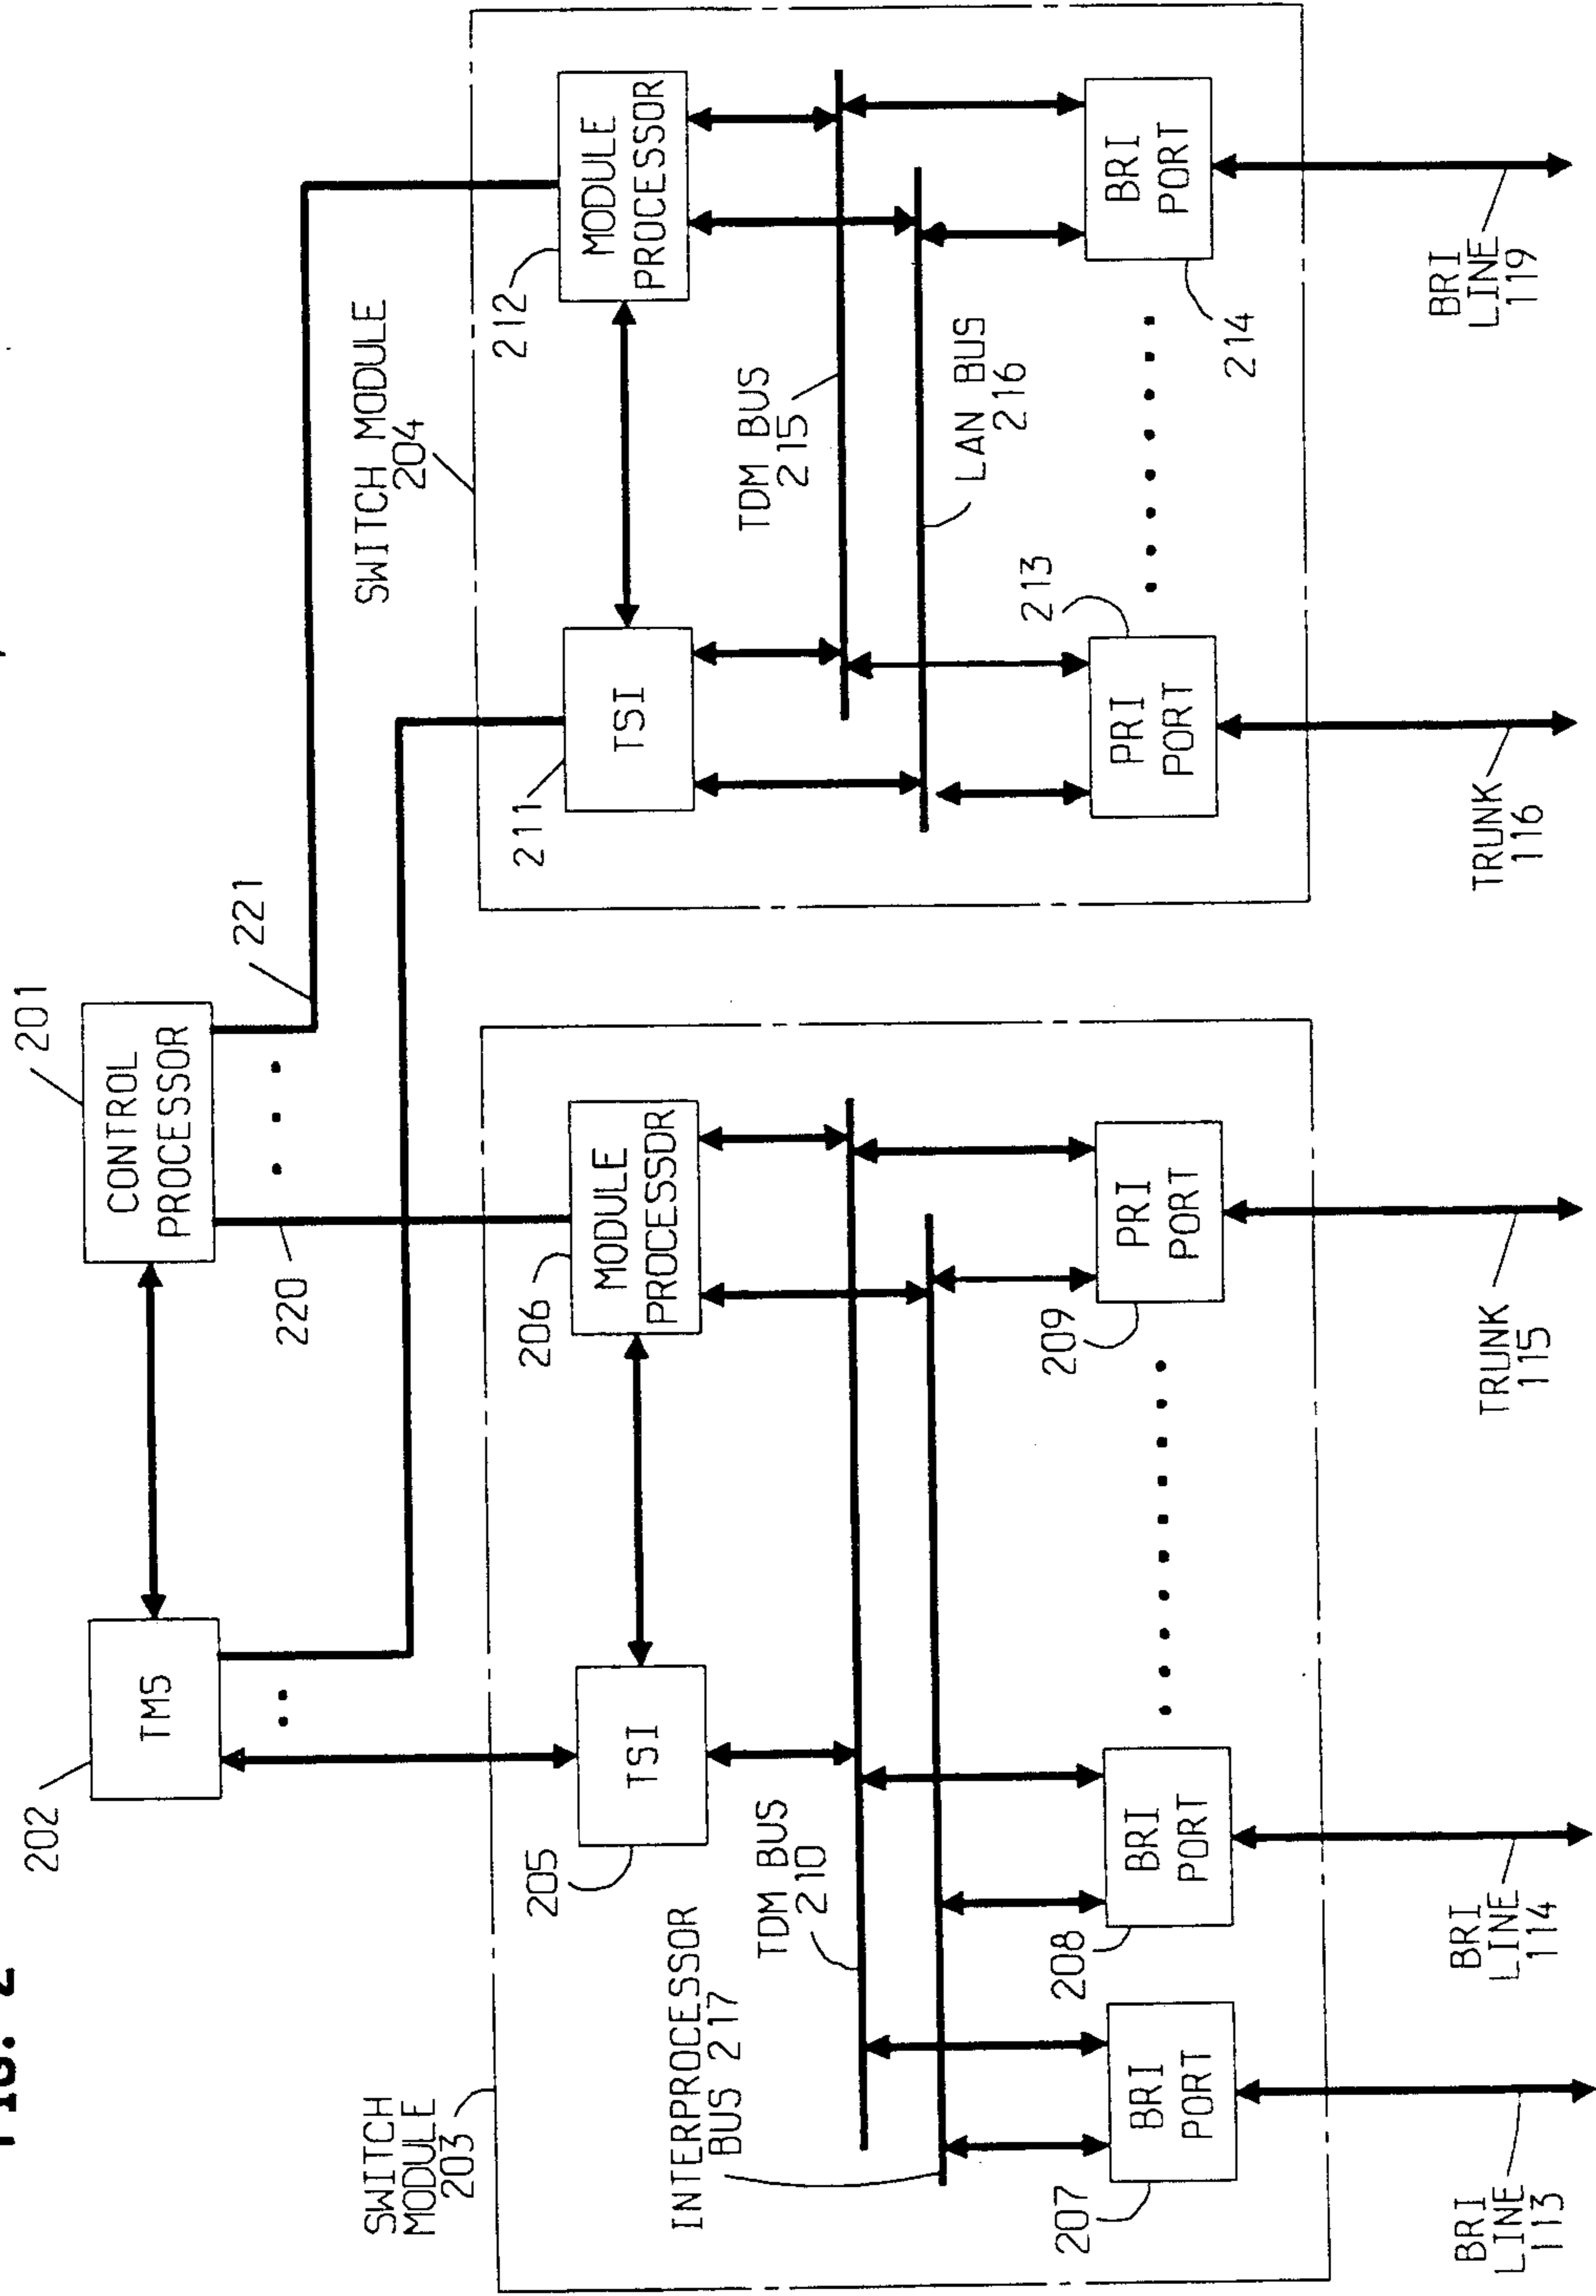 FIG. 2
202
TMS
201
CONTROL
PROCESSOR
220
221
SWITCH
MODULE
203
205
TSI
206
MODULE
PROCESSOR
INTERPROCESSOR
BUS 217
TDM BUS
210
207
BRI
PORT
208
BRI
PORT
209
PRI
PORT
BRI
LINE
113
BRI
LINE
114
TRUNK
115
SWITCH MODULE
204
211
TSI
212
MODULE
PROCESSOR
TDM BUS
215
LAN BUS
216
213
PRI
PORT
214
BRI
PORT
TRUNK
116
BRI
LINE
119